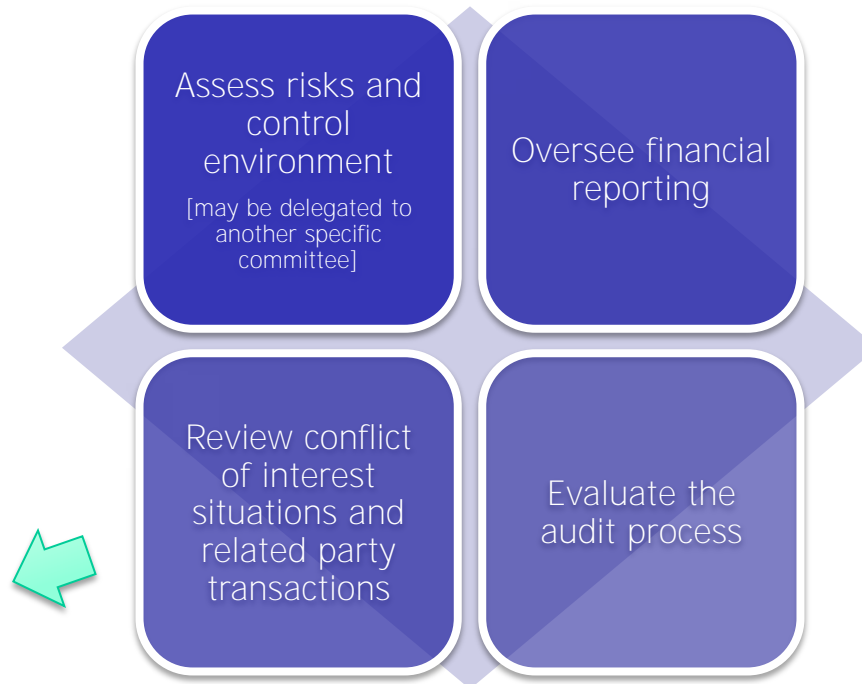 Assess risks and
control
environment
[may be delegated to
another specific
committee]
Oversee financial
reporting
Review conflict
of interest
situations and
related party
transactions
Evaluate the
audit process